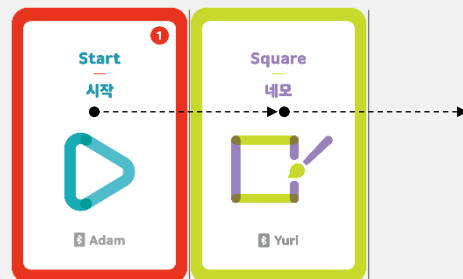 1
Start
시작
Adam
Square
네모
Yuri